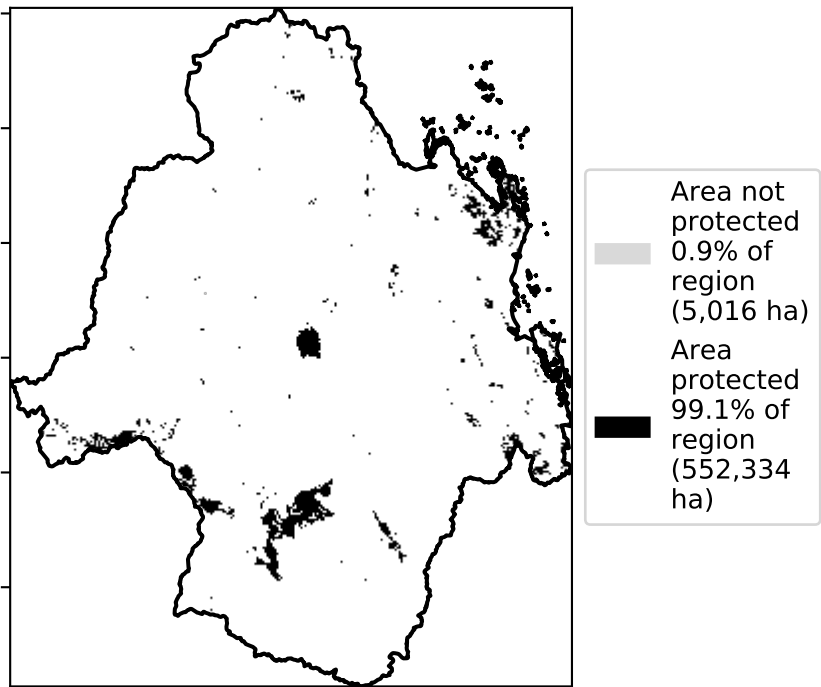 Area not
protected
0.9% of
region
(5,016 ha)
Area
protected
99.1% of
region
(552,334
ha)